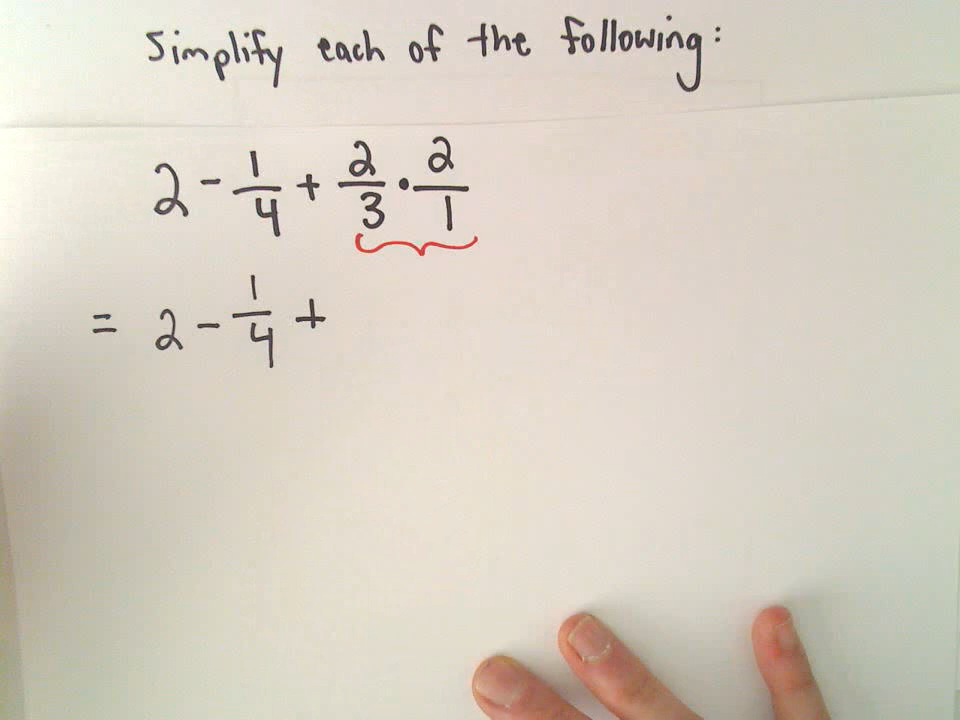 Simplify each of the following:
2 - 1/4 + 2/3 · 2/1
= 2 - 1/4 +